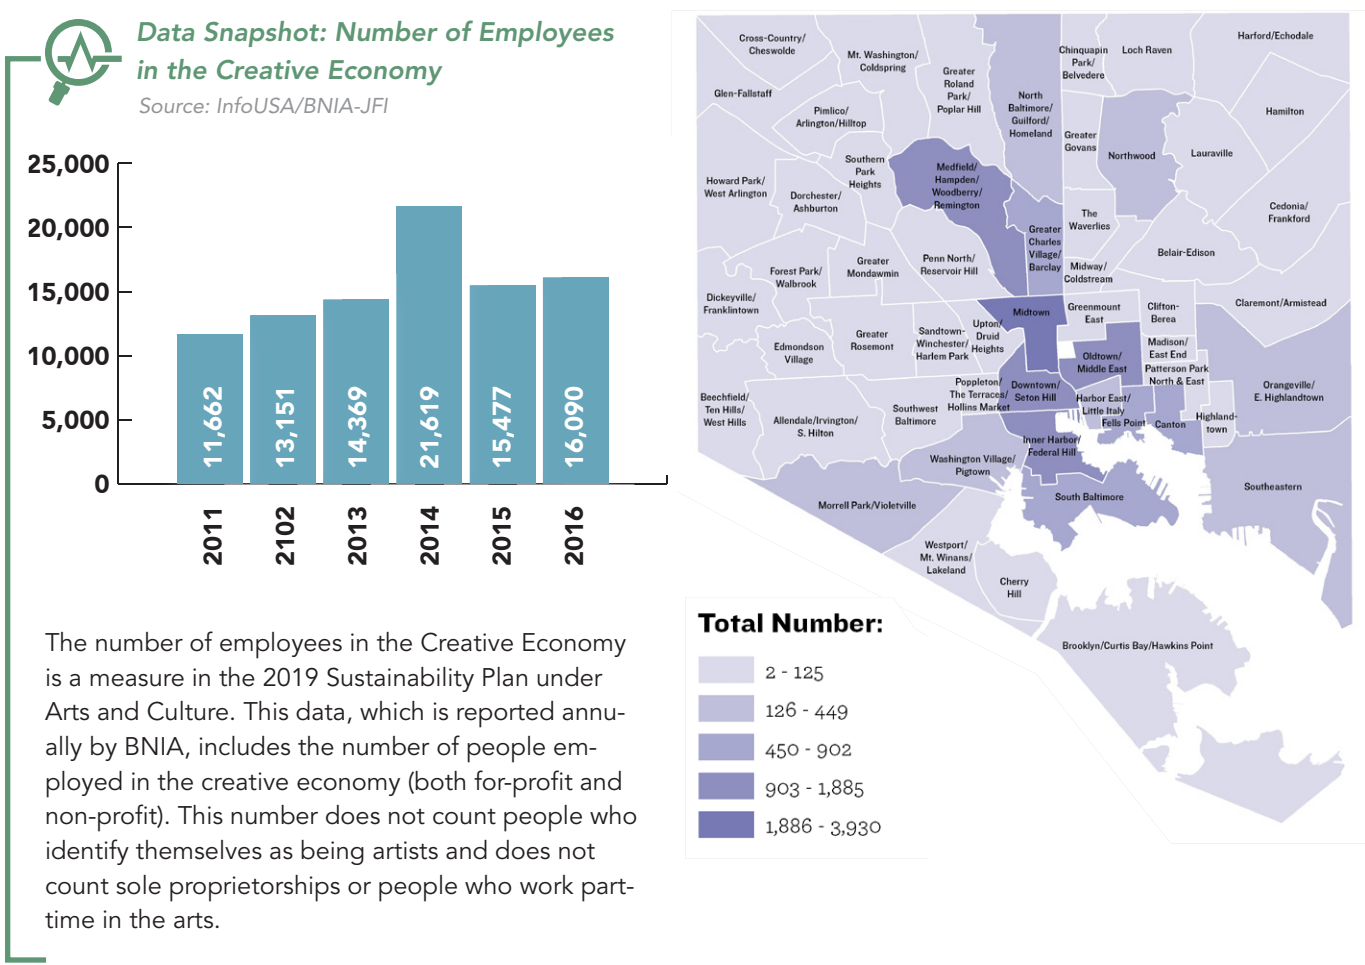 Data Snapshot: Number of Employees
in the Creative Economy
Source: InfoUSA/BNIA-JFI
25,000
20,000
15,000
10,000
5,000
0
11,662
13,151
14,369
21,619
15,477
16,090
2011
2102
2013
2014
2015
2016
The number of employees in the Creative Economy
is a measure in the 2019 Sustainability Plan under
Arts and Culture. This data, which is reported annu-
ally by BNIA, includes the number of people em-
ployed in the creative economy (both for-profit and
non-profit). This number does not count people who
identify themselves as being artists and does not
count sole proprietorships or people who work part-
time in the arts.
Cross-Country/
Cheswolde
Mt. Washington/
Coldspring
Greater
Roland
Park/
Poplar Hill
North
Baltimore/
Guilford/
Homeland
Chinquapin
Park/
Belvedere
Loch Raven
Harford/Echodale
Glen-Fallstaff
Pimlico/
Arlington/Hilltop
Hamilton
Greater
Govans
Northwood
Lauraville
Southern
Park
Heights
Medfield/
Hampden/
Woodberry/
Remington
Howard Park/
West Arlington
Dorchester/
Ashburton
The
Waverlies
Cedonia/
Frankford
Greater
Charles
Village/
Barclay
Belair-Edison
Greater
Mondawmin
Penn North/
Reservoir Hill
Forest Park/
Walbrook
Midway/
Coldstream
Dickeyville/
Franklintown
Midtown
Greenmount
East
Clifton-
Berea
Claremont/Armistead
Edmondson
Village
Greater
Rosemont
Sandtown-
Winchester/
Harlem Park
Upton/
Druid
Heights
Oldtown/
Middle East
Madison/
East End
Patterson Park
North & East
Orangeville/
E. Highlandtown
Beechfield/
Ten Hills/
West Hills
Allendale/Irvington/
S. Hilton
Southwest
Baltimore
Poppleton/
The Terraces/
Hollins Market
Downtown/
Seton Hill
Harbor East/
Little Italy
Fells Point
Canton
Highland-
town
Inner Harbor/
Federal Hill
Washington Village/
Pigtown
Southeastern
South Baltimore
Morrell Park/Violetville
Westport/
Mt. Winans/
Lakeland
Cherry
Hill
Brooklyn/Curtis Bay/Hawkins Point
Total Number:
2 - 125
126 - 449
450 - 902
903 - 1,885
1,886 - 3,930